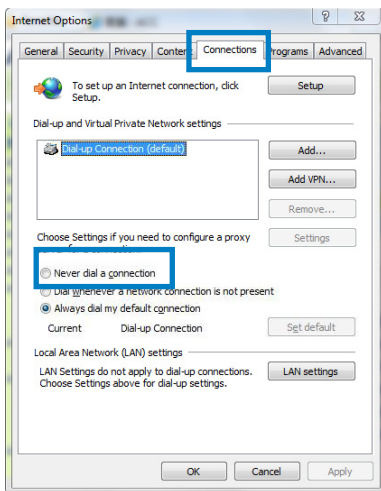 Internet Options
General Security Privacy Content Connections Programs Advanced
To set up an Internet connection, click
Setup.
Setup
Dial-up and Virtual Private Network settings
Dial-up Connection (default)
Add...
Add VPN...
Remove...
Choose Settings if you need to configure a proxy
Settings
Never dial a connection
Dial whenever a network connection is not present
Always dial my default connection
Current Dial-up Connection
Set default
Local Area Network (LAN) settings
LAN Settings do not apply to dial-up connections.
Choose Settings above for dial-up settings.
LAN settings
OK Cancel Apply